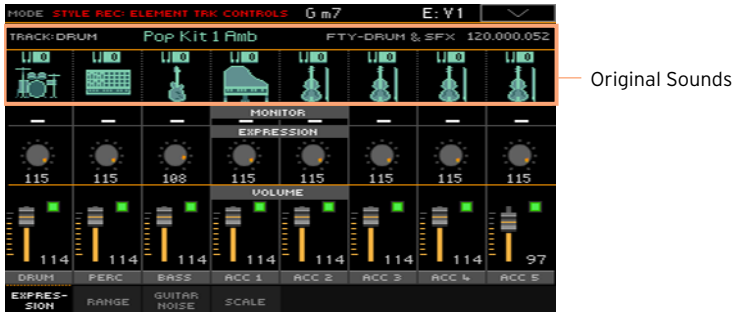 MODE STYLE REC: ELEMENT TRK CONTROLS G m7 E: V1
TRACK:DRUM Pop Kit 1 Amb FTY-DRUM & SFX 120.000.052
U 0 U 0 U 0 U 0 U 0 U 0 U 0 U 0
MONITOR
EXPRESSION
115 115 108 115 115 115 115 115
VOLUME
114 114 114 114 114 114 114 97
DRUM PERC BASS ACC 1 ACC 2 ACC 3 ACC 4 ACC 5
EXPRES-SION RANGE GUITAR NOISE SCALE
Original Sounds